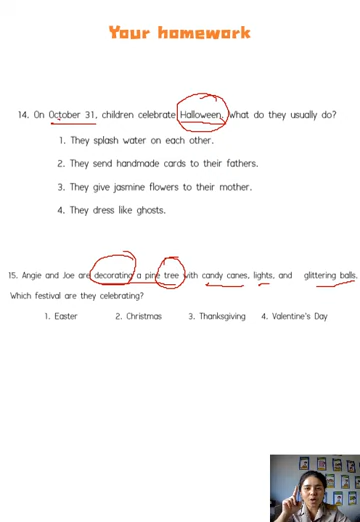 Your homework
14. On October 31, children celebrate Halloween. What do they usually do?
1. They splash water on each other.
2. They send handmade cards to their fathers.
3. They give jasmine flowers to their mother.
4. They dress like ghosts.
15. Angie and Joe are decorating a pine tree with candy canes, lights, and glittering balls.
Which festival are they celebrating?
1. Easter 2. Christmas 3. Thanksgiving 4. Valentine's Day